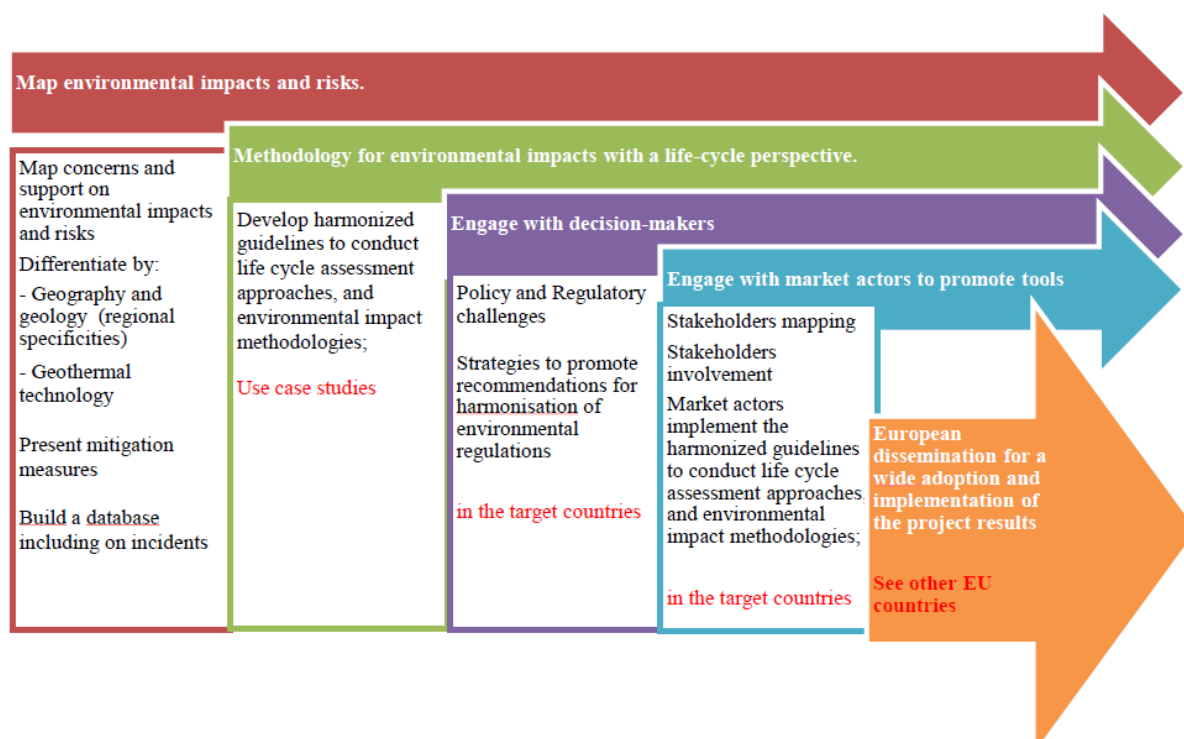 Map environmental impacts and risks.
Map concerns and
support on
environmental impacts
and risks
Differentiate by:
- Geography and
geology (regional
specificities)
- Geothermal
technology
Present mitigation
measures
Build a database
including on incidents
Methodology for environmental impacts with a life-cycle perspective.
Develop harmonized
guidelines to conduct
life cycle assessment
approaches, and
environmental impact
methodologies;
Use case studies
Engage with decision-makers
Policy and Regulatory
challenges
Strategies to promote
recommendations for
harmonisation of
environmental
regulations
in the target countries
Engage with market actors to promote tools
Stakeholders mapping
Stakeholders
involvement
Market actors
implement the
harmonized guidelines
to conduct life cycle
assessment approaches,
and environmental
impact methodologies;
in the target countries
European
dissemination for a
wide adoption and
implementation of
the project results
See other EU
countries